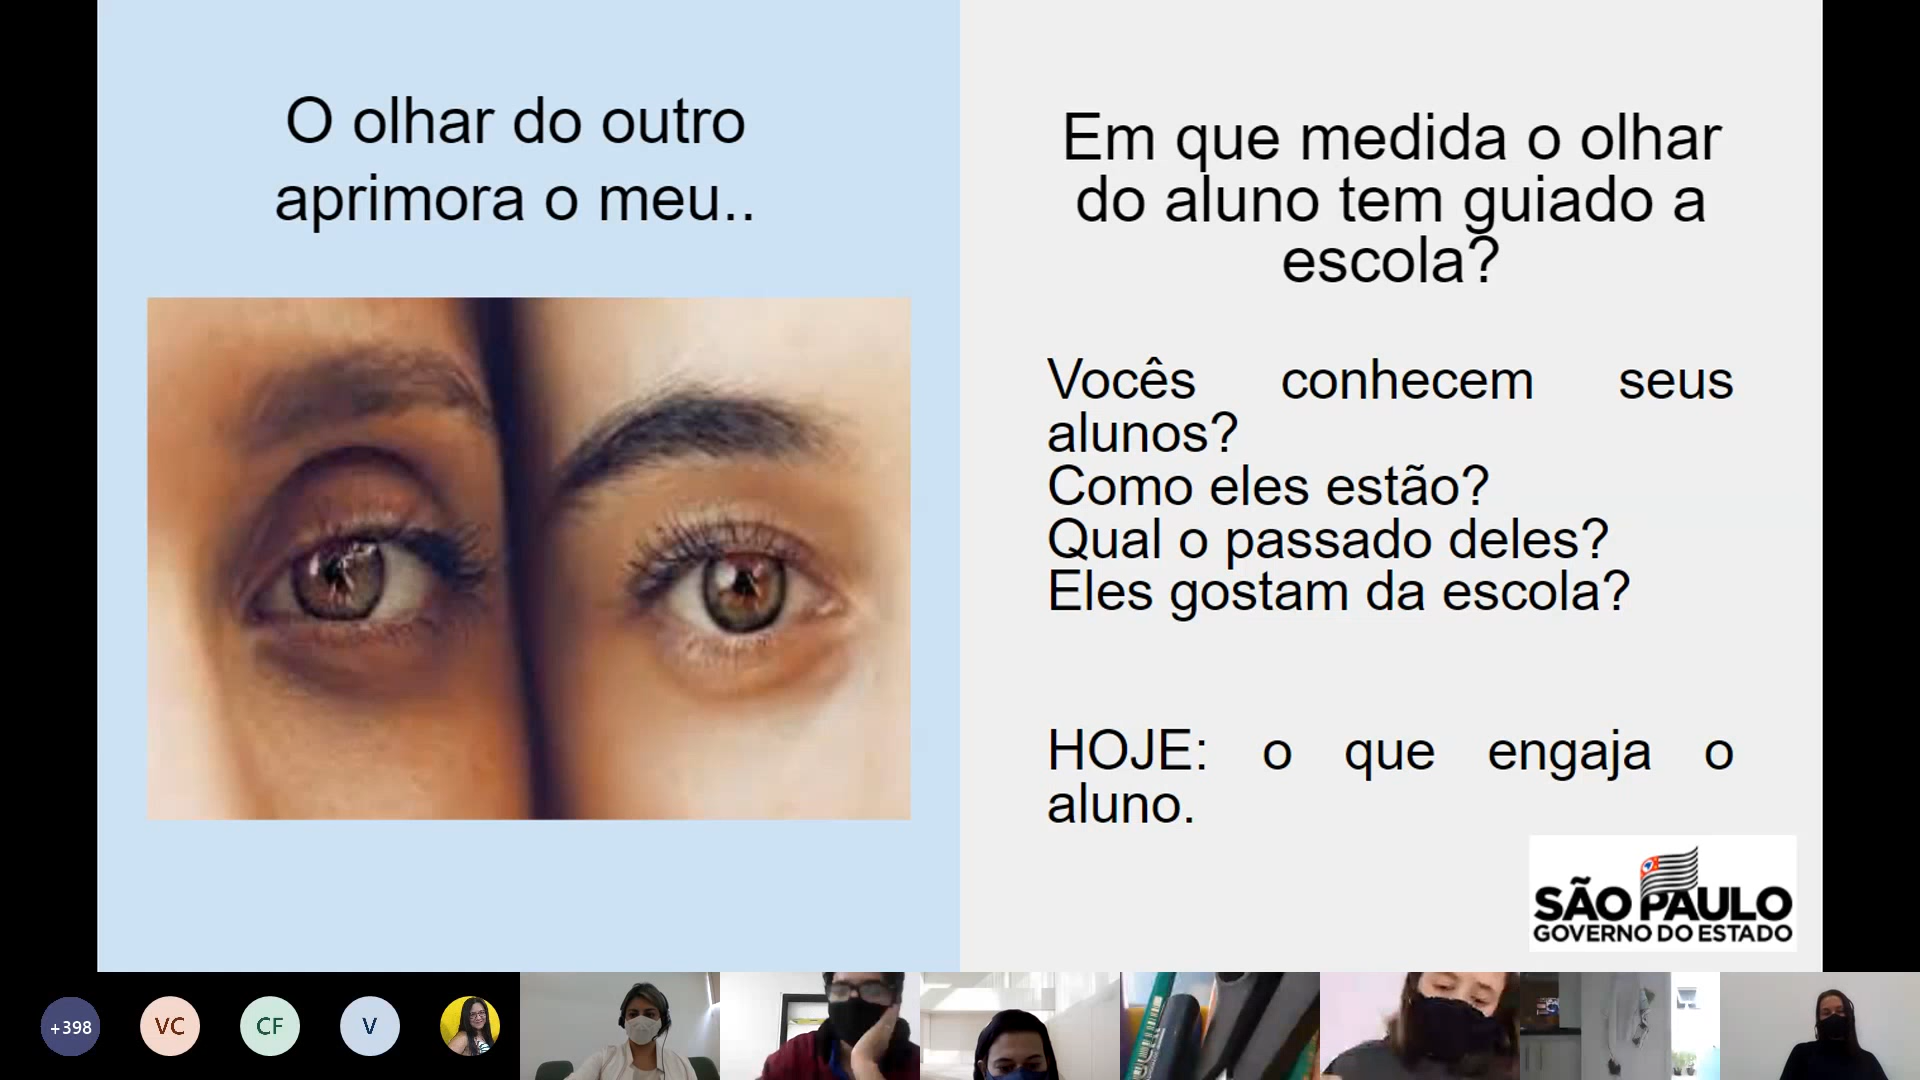 O olhar do outro
aprimora o meu..
Em que medida o olhar
do aluno tem guiado a
escola?
Vocês conhecem seus
alunos?
Como eles estão?
Qual o passado deles?
Eles gostam da escola?
HOJE: o que engaja o
aluno.
SÃO PAULO
GOVERNO DO ESTADO
+398
VC
CF
V